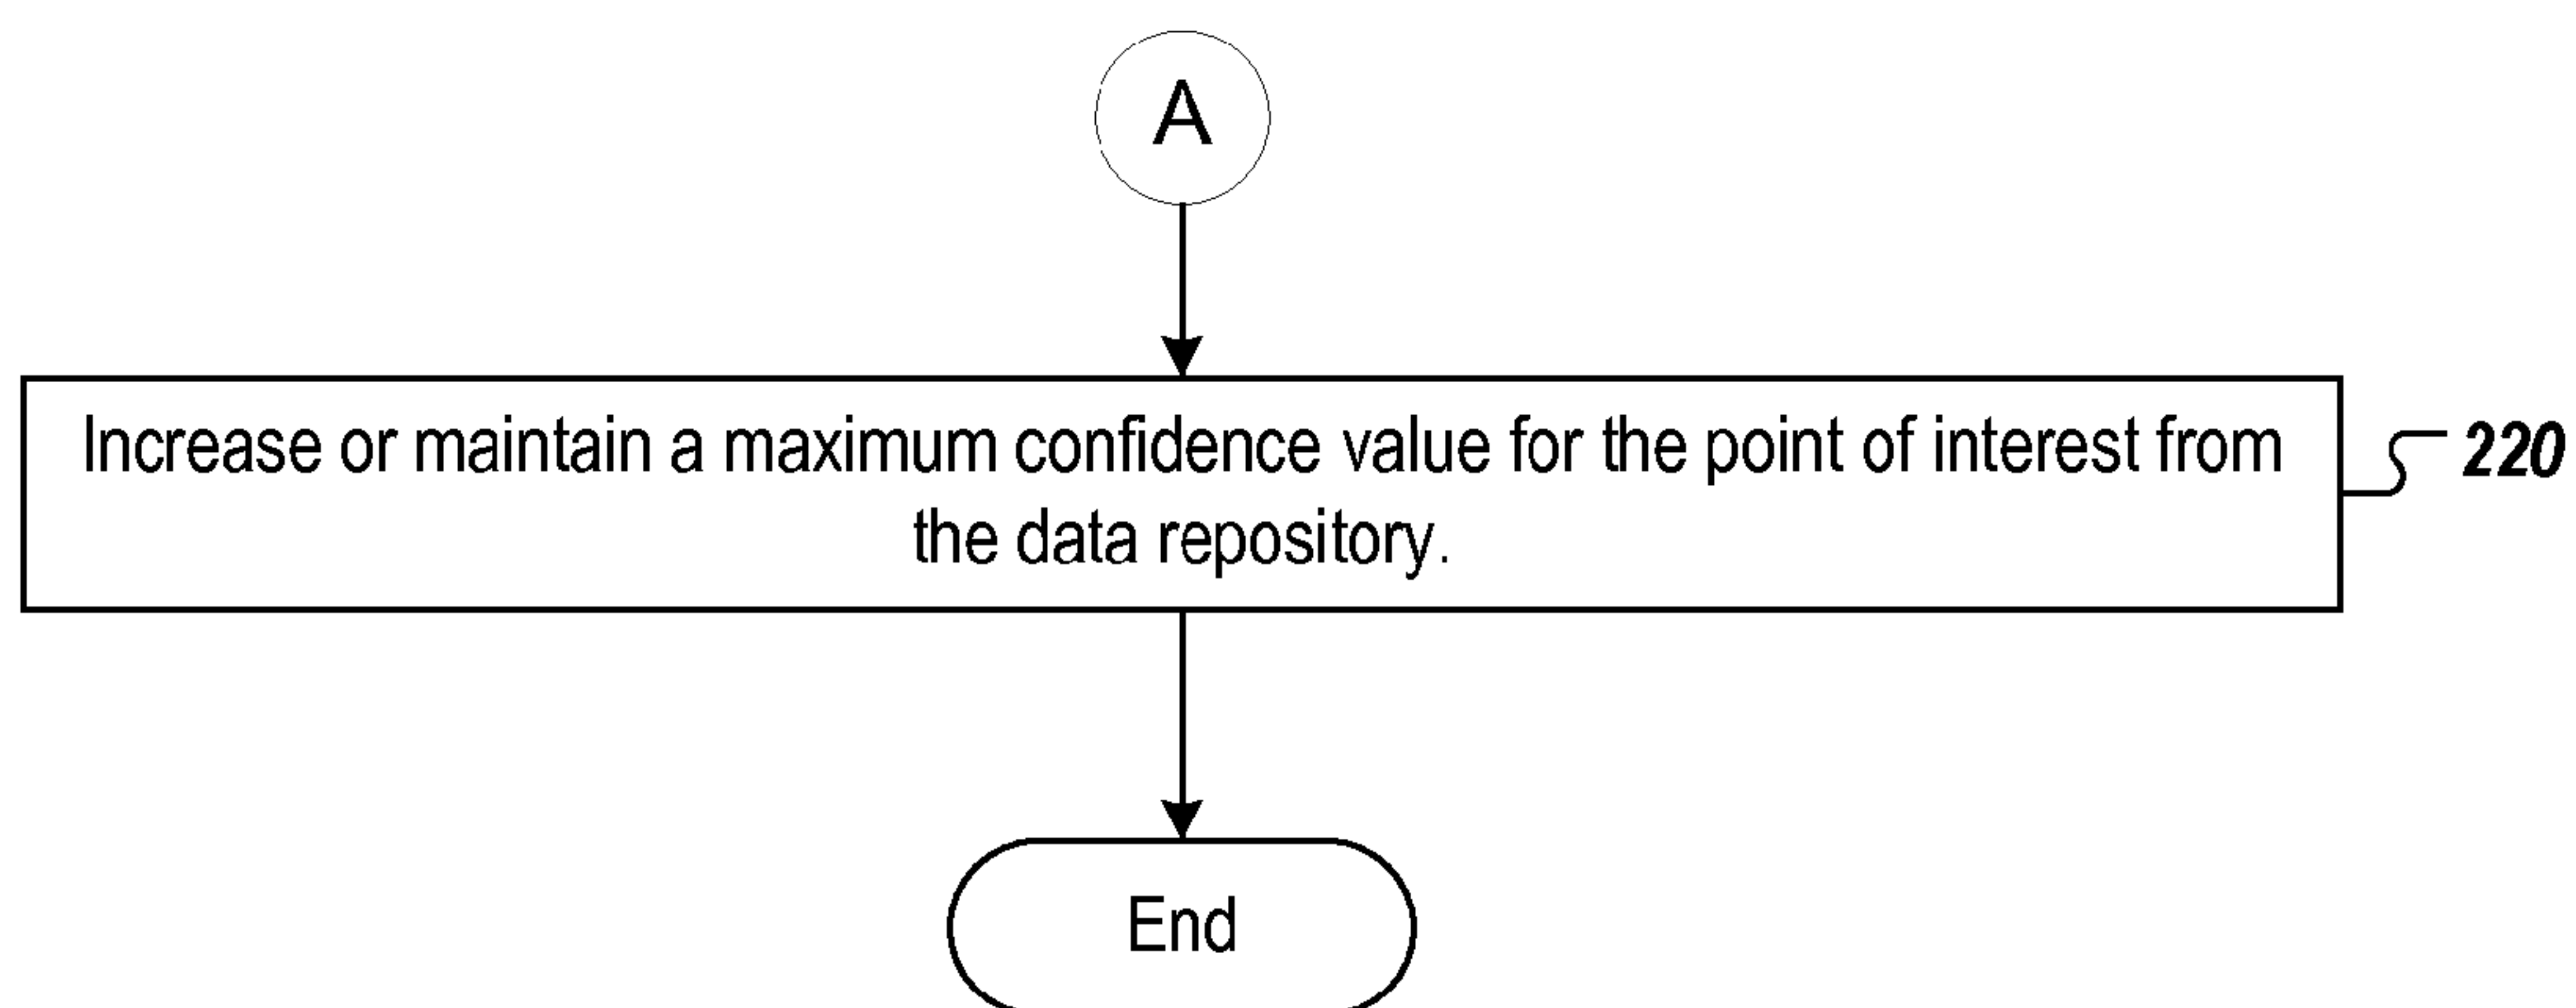 A
Increase or maintain a maximum confidence value for the point of interest from
the data repository.
220
End